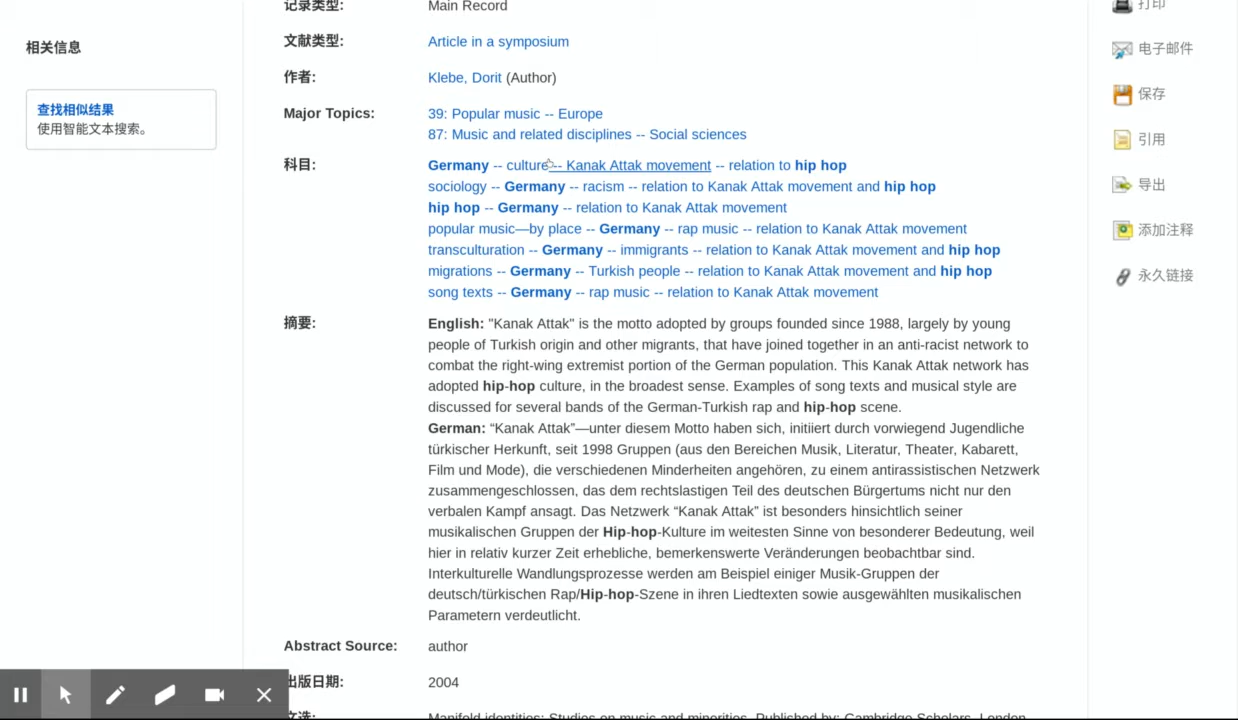 记录类型: Main Record
相关信息
文献类型: Article in a symposium
作者: Klebe, Dorit (Author)
查找相似结果
使用智能文本搜索。
Major Topics: 39: Popular music -- Europe
87: Music and related disciplines -- Social sciences
科目: Germany -- culture -- Kanak Attak movement -- relation to hip hop
sociology -- Germany -- racism -- relation to Kanak Attak movement and hip hop
hip hop -- Germany -- relation to Kanak Attak movement
popular music—by place -- Germany -- rap music -- relation to Kanak Attak movement
transculturation -- Germany -- immigrants -- relation to Kanak Attak movement and hip hop
migrations -- Germany -- Turkish people -- relation to Kanak Attak movement and hip hop
song texts -- Germany -- rap music -- relation to Kanak Attak movement
摘要: English: "Kanak Attak" is the motto adopted by groups founded since 1988, largely by young
people of Turkish origin and other migrants, that have joined together in an anti-racist network to
combat the right-wing extremist portion of the German population. This Kanak Attak network has
adopted hip-hop culture, in the broadest sense. Examples of song texts and musical style are
discussed for several bands of the German-Turkish rap and hip-hop scene.
German: “Kanak Attak”—unter diesem Motto haben sich, initiiert durch vorwiegend Jugendliche
türkischer Herkunft, seit 1998 Gruppen (aus den Bereichen Musik, Literatur, Theater, Kabarett,
Film und Mode), die verschiedenen Minderheiten angehören, zu einem antirassistischen Netzwerk
zusammengeschlossen, das dem rechtslastigen Teil des deutschen Bürgertums nicht nur den
verbalen Kampf ansagt. Das Netzwerk “Kanak Attak” ist besonders hinsichtlich seiner
musikalischen Gruppen der Hip-hop-Kulture im weitesten Sinne von besonderer Bedeutung, weil
hier in relativ kurzer Zeit erhebliche, bemerkenswerte Veränderungen beobachtbar sind.
Interkulturelle Wandlungsprozesse werden am Beispiel einiger Musik-Gruppen der
deutsch/türkischen Rap/Hip-hop-Szene in ihren Liedtexten sowie ausgewählten musikalischen
Parametern verdeutlicht.
Abstract Source: author
出版日期: 2004
文选: Manifold identities: Studies on music and minorities. Published by: Cambridge Scholars, London,
打印
电子邮件
保存
引用
导出
添加注释
永久链接